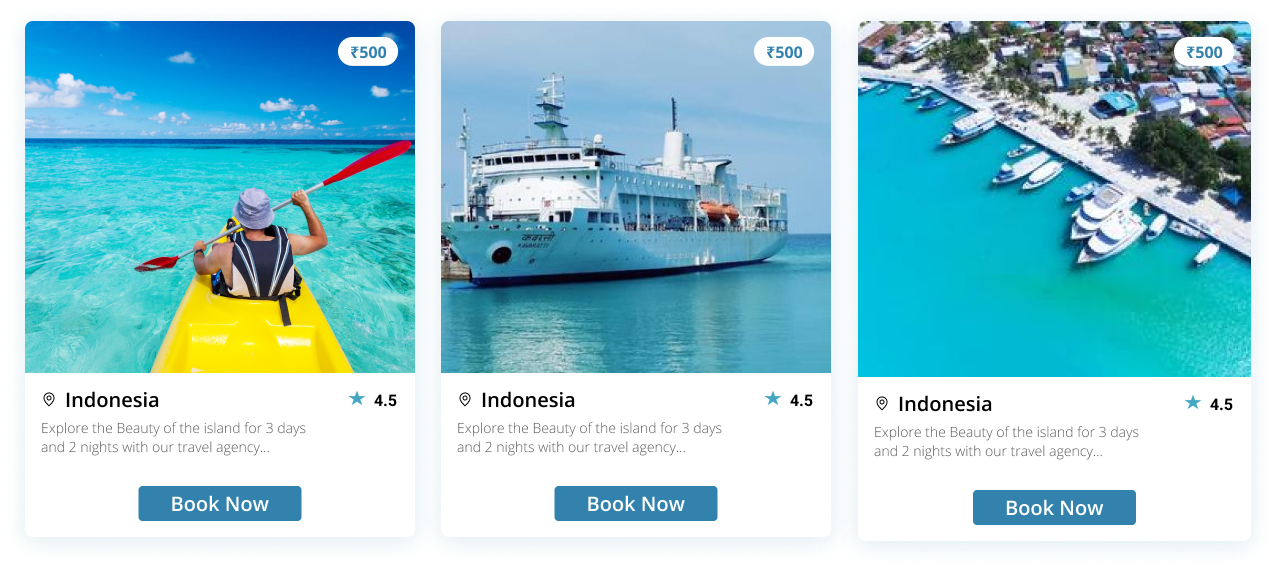 ₹500
Indonesia
4.5
Explore the Beauty of the island for 3 days
and 2 nights with our travel agency...
Book Now
₹500
कवरत्ती
KAVARATTI
Indonesia
4.5
Explore the Beauty of the island for 3 days
and 2 nights with our travel agency...
Book Now
₹500
Indonesia
4.5
Explore the Beauty of the island for 3 days
and 2 nights with our travel agency...
Book Now